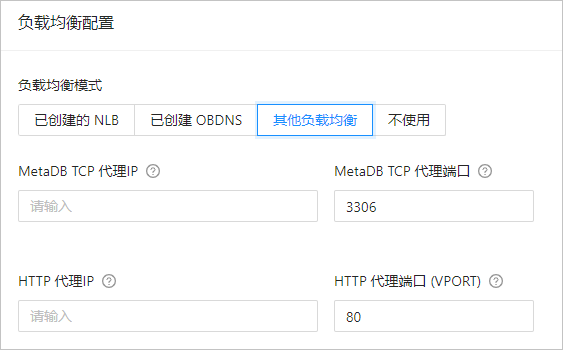 负载均衡配置
负载均衡模式
已创建的 NLB 已创建 OBDNS 其他负载均衡 不使用
MetaDB TCP 代理IP ? MetaDB TCP 代理端口 ?
请输入 3306
HTTP 代理IP ? HTTP 代理端口 (VPORT) ?
请输入 80